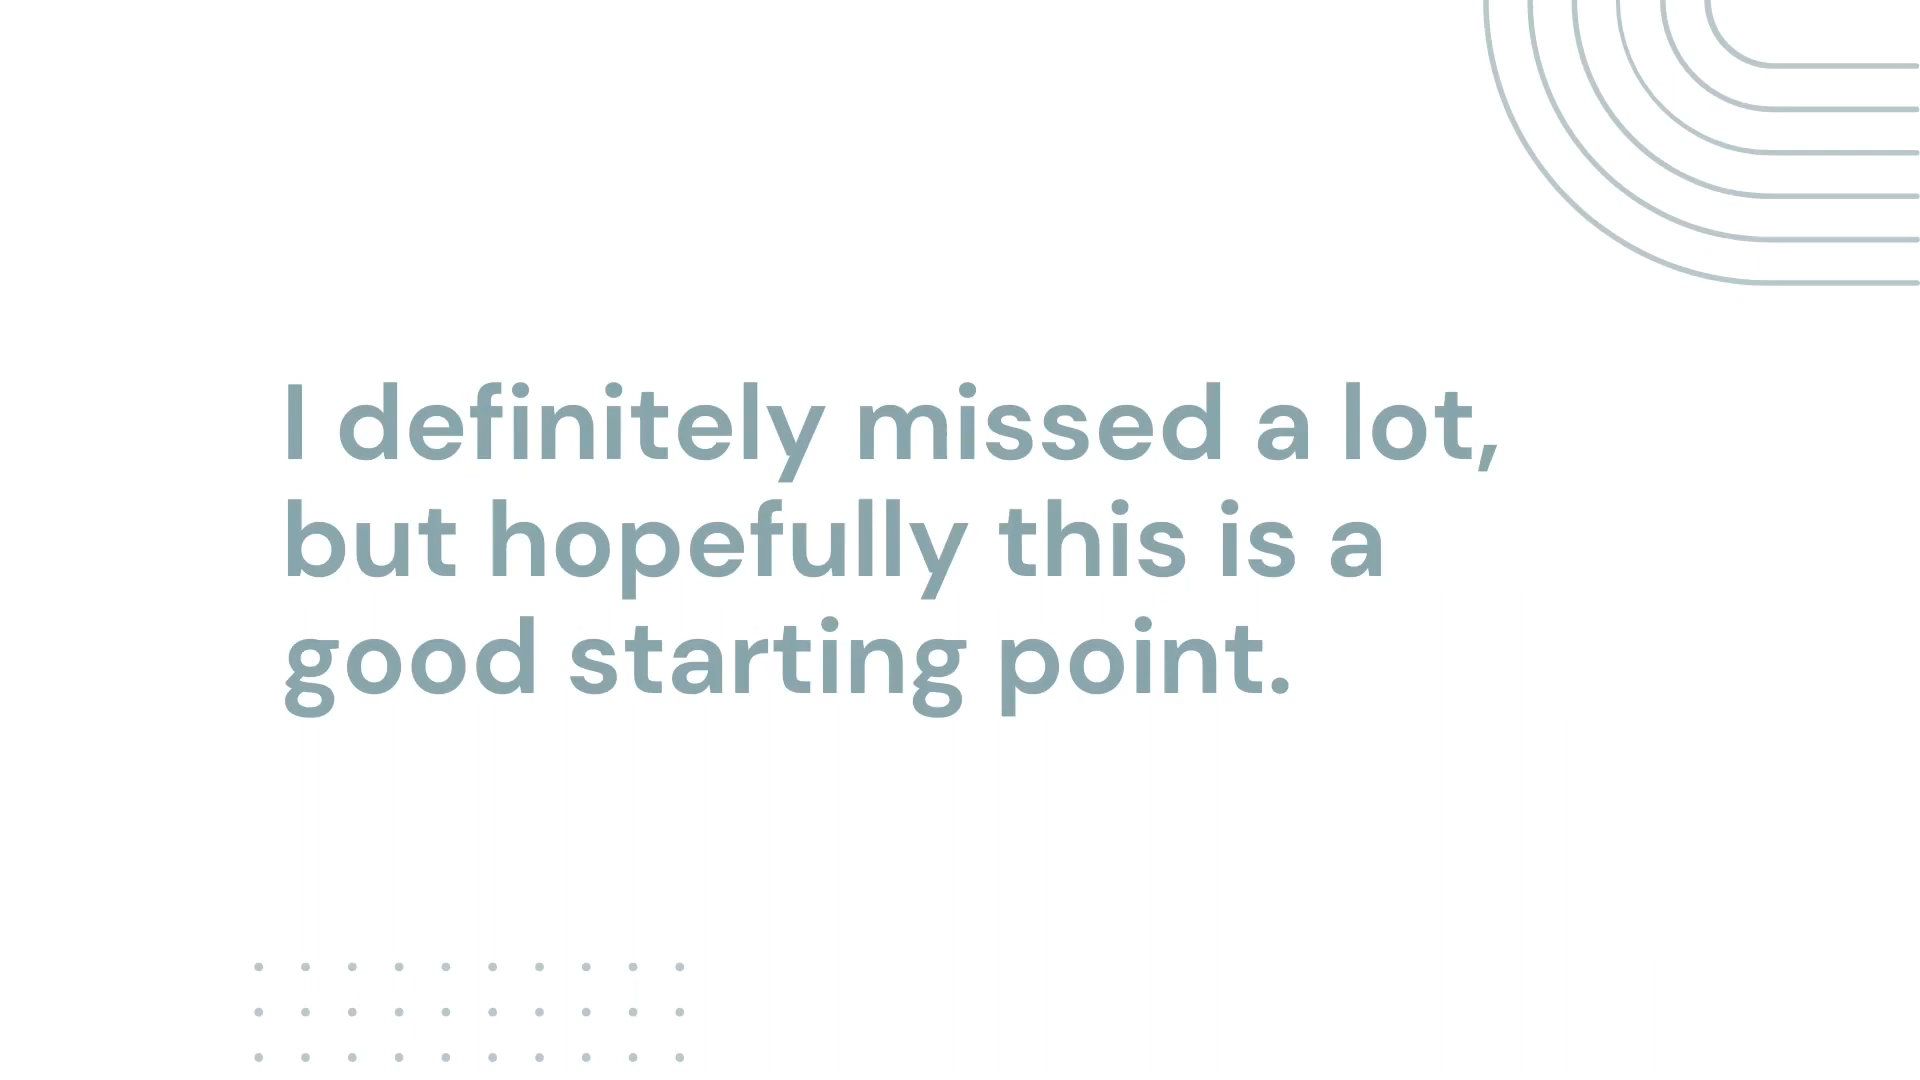 I definitely missed a lot,
but hopefully this is a
good starting point.